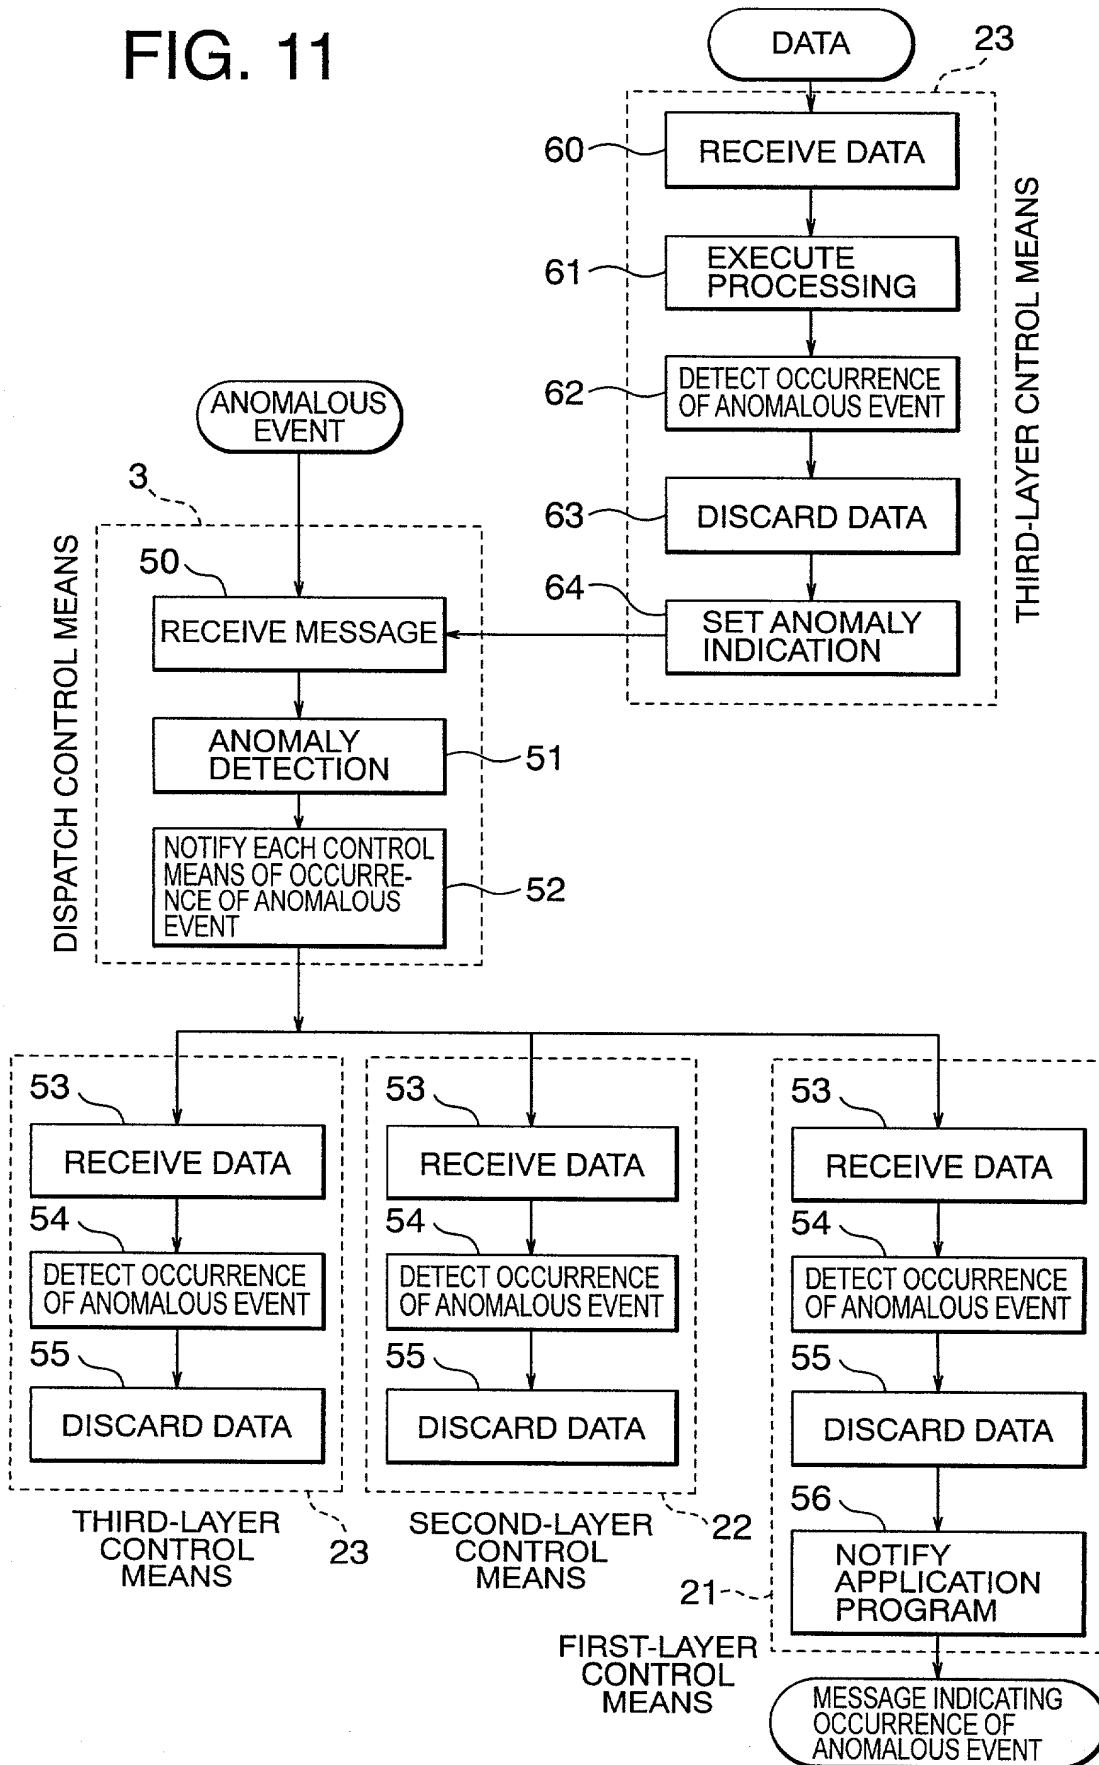 FIG. 11
DATA
23
60
RECEIVE DATA
61
EXECUTE
PROCESSING
62
DETECT OCCURRENCE
OF ANOMALOUS EVENT
63
DISCARD DATA
64
SET ANOMALY
INDICATION
THIRD-LAYER CNTROL MEANS
ANOMALOUS
EVENT
3
DISPATCH CONTROL MEANS
50
RECEIVE MESSAGE
ANOMALY
DETECTION
51
NOTIFY EACH CONTROL
MEANS OF OCCURRE-
NCE OF ANOMALOUS
EVENT
52
53
RECEIVE DATA
54
DETECT OCCURRENCE
OF ANOMALOUS EVENT
55
DISCARD DATA
THIRD-LAYER
CONTROL
MEANS
23
53
RECEIVE DATA
54
DETECT OCCURRENCE
OF ANOMALOUS EVENT
55
DISCARD DATA
SECOND-LAYER
CONTROL
MEANS
22
53
RECEIVE DATA
54
DETECT OCCURRENCE
OF ANOMALOUS EVENT
55
DISCARD DATA
56
NOTIFY
APPLICATION
PROGRAM
21
FIRST-LAYER
CONTROL
MEANS
MESSAGE INDICATING
OCCURRENCE OF
ANOMALOUS EVENT